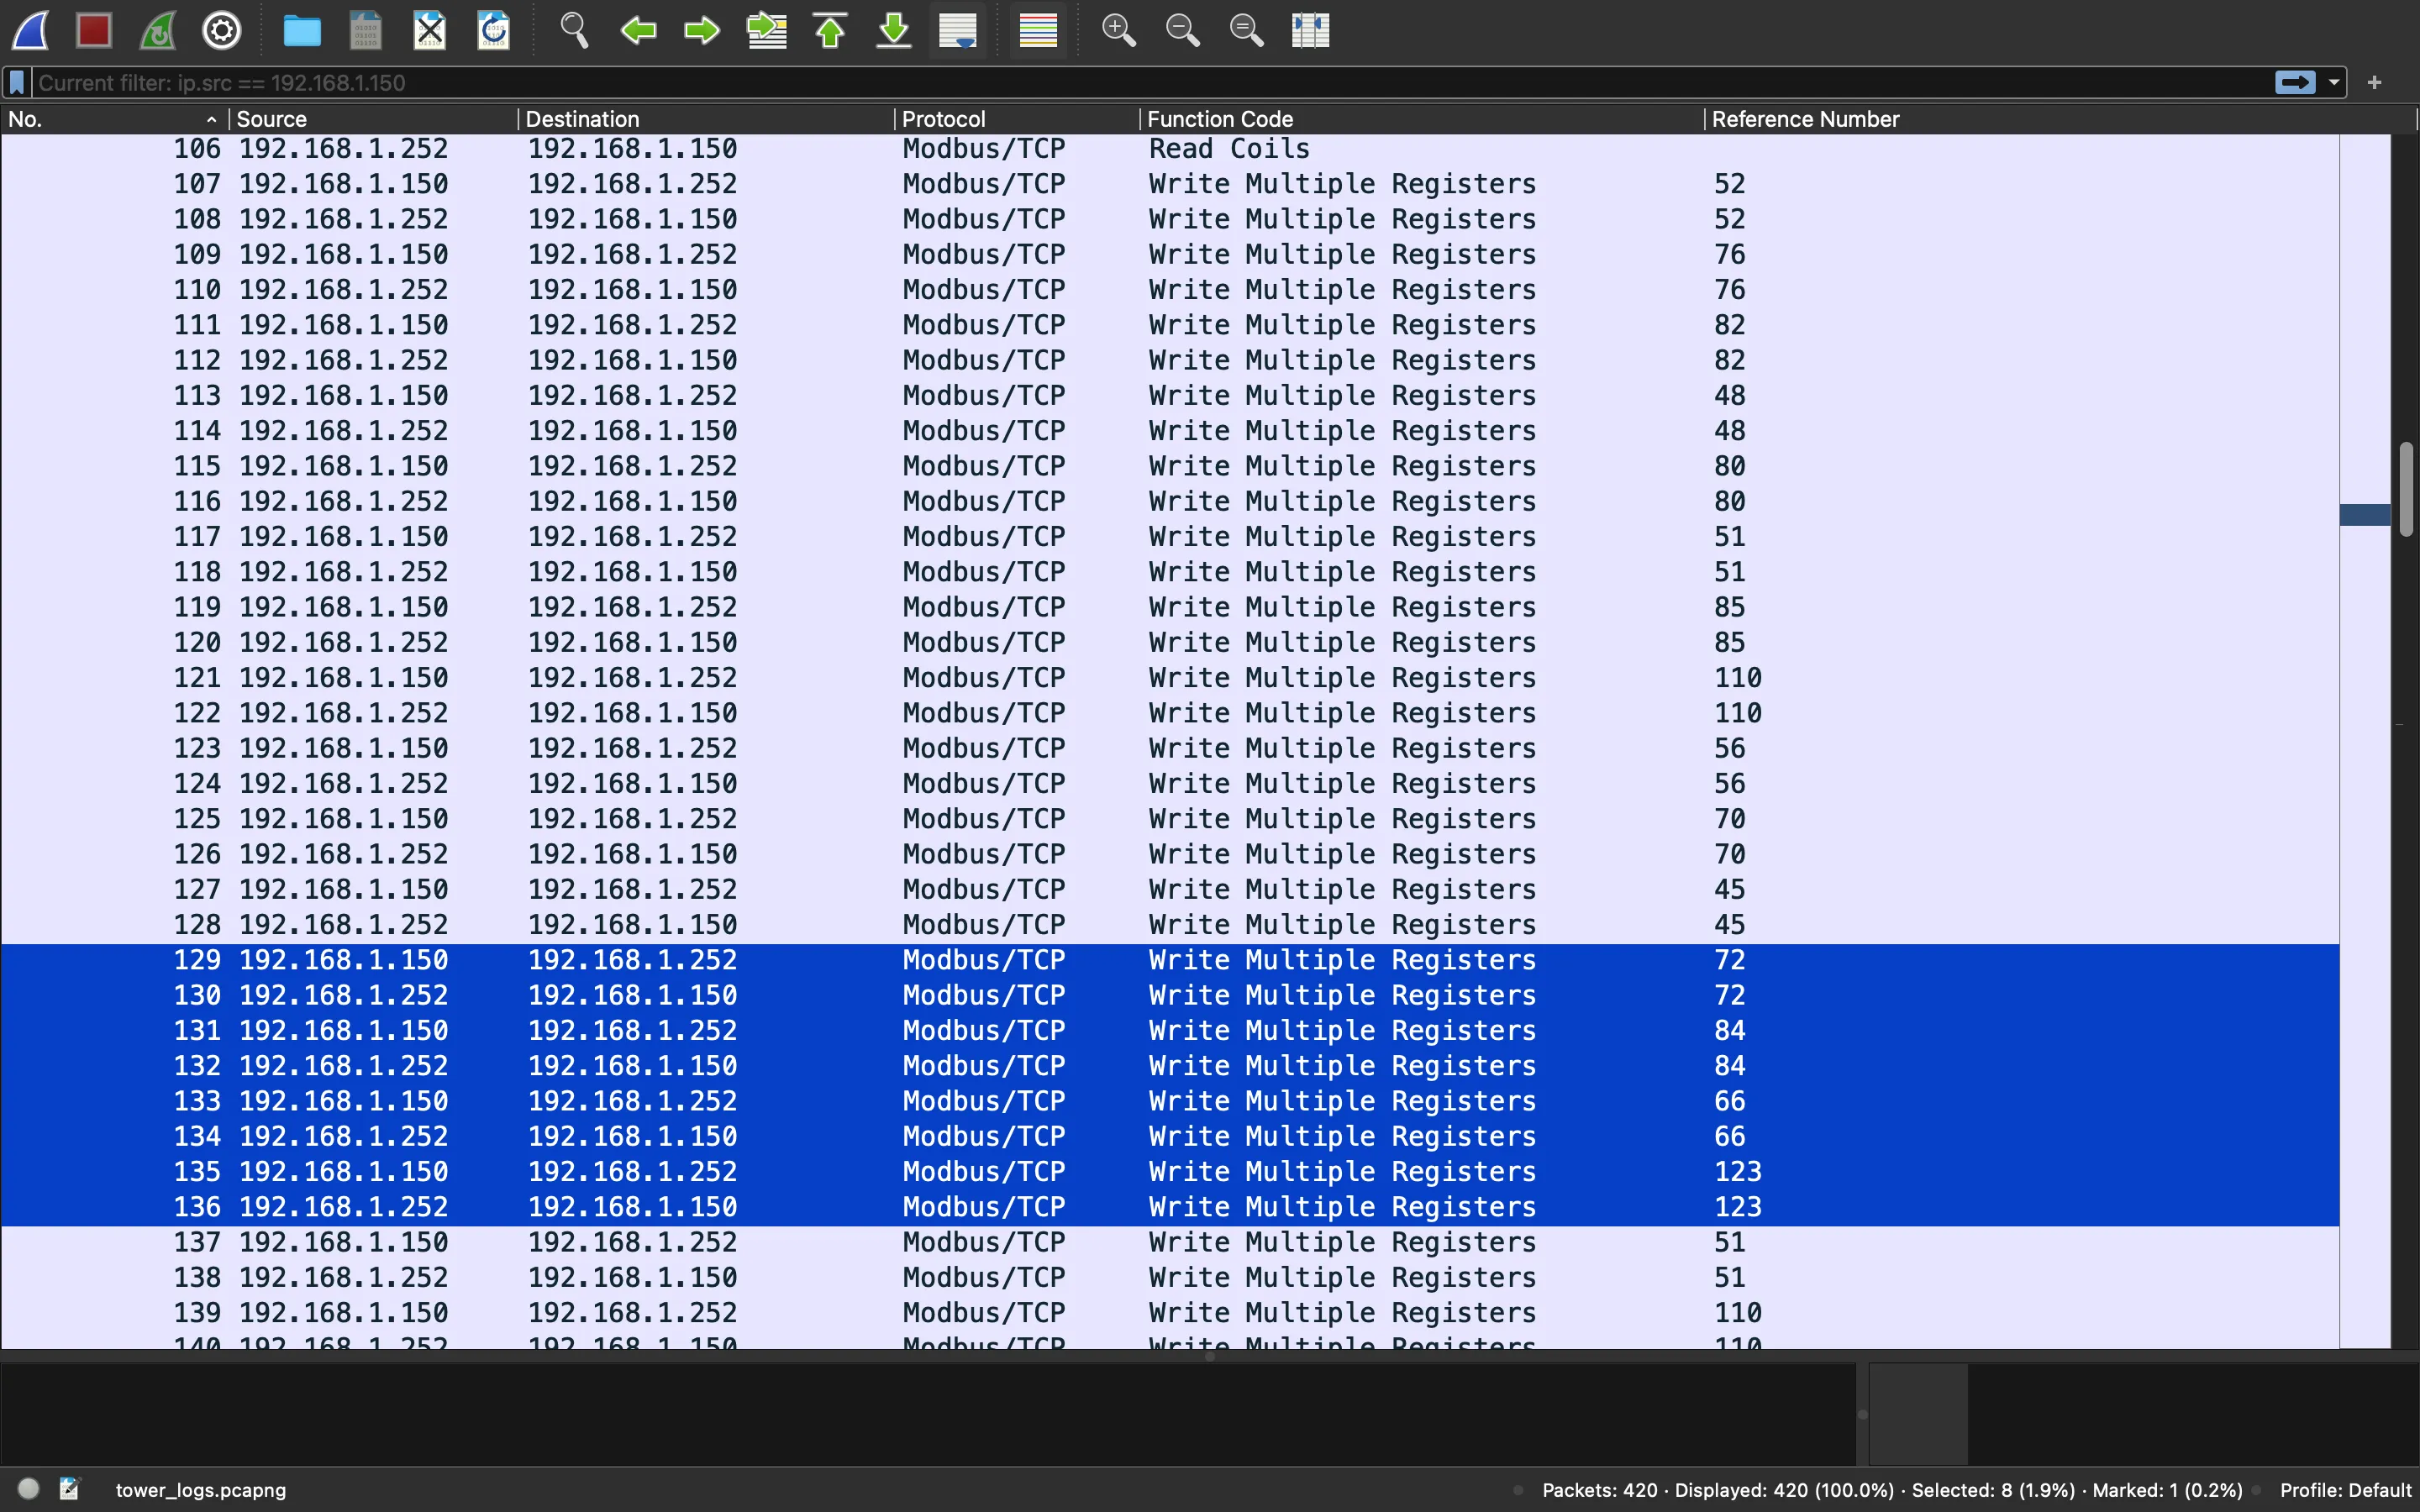 Current filter: ip.src == 192.168.1.150
No. Source Destination Protocol Function Code Reference Number
106 192.168.1.252 192.168.1.150 Modbus/TCP Read Coils
107 192.168.1.150 192.168.1.252 Modbus/TCP Write Multiple Registers 52
108 192.168.1.252 192.168.1.150 Modbus/TCP Write Multiple Registers 52
109 192.168.1.150 192.168.1.252 Modbus/TCP Write Multiple Registers 76
110 192.168.1.252 192.168.1.150 Modbus/TCP Write Multiple Registers 76
111 192.168.1.150 192.168.1.252 Modbus/TCP Write Multiple Registers 82
112 192.168.1.252 192.168.1.150 Modbus/TCP Write Multiple Registers 82
113 192.168.1.150 192.168.1.252 Modbus/TCP Write Multiple Registers 48
114 192.168.1.252 192.168.1.150 Modbus/TCP Write Multiple Registers 48
115 192.168.1.150 192.168.1.252 Modbus/TCP Write Multiple Registers 80
116 192.168.1.252 192.168.1.150 Modbus/TCP Write Multiple Registers 80
117 192.168.1.150 192.168.1.252 Modbus/TCP Write Multiple Registers 51
118 192.168.1.252 192.168.1.150 Modbus/TCP Write Multiple Registers 51
119 192.168.1.150 192.168.1.252 Modbus/TCP Write Multiple Registers 85
120 192.168.1.252 192.168.1.150 Modbus/TCP Write Multiple Registers 85
121 192.168.1.150 192.168.1.252 Modbus/TCP Write Multiple Registers 110
122 192.168.1.252 192.168.1.150 Modbus/TCP Write Multiple Registers 110
123 192.168.1.150 192.168.1.252 Modbus/TCP Write Multiple Registers 56
124 192.168.1.252 192.168.1.150 Modbus/TCP Write Multiple Registers 56
125 192.168.1.150 192.168.1.252 Modbus/TCP Write Multiple Registers 70
126 192.168.1.252 192.168.1.150 Modbus/TCP Write Multiple Registers 70
127 192.168.1.150 192.168.1.252 Modbus/TCP Write Multiple Registers 45
128 192.168.1.252 192.168.1.150 Modbus/TCP Write Multiple Registers 45
129 192.168.1.150 192.168.1.252 Modbus/TCP Write Multiple Registers 72
130 192.168.1.252 192.168.1.150 Modbus/TCP Write Multiple Registers 72
131 192.168.1.150 192.168.1.252 Modbus/TCP Write Multiple Registers 84
132 192.168.1.252 192.168.1.150 Modbus/TCP Write Multiple Registers 84
133 192.168.1.150 192.168.1.252 Modbus/TCP Write Multiple Registers 66
134 192.168.1.252 192.168.1.150 Modbus/TCP Write Multiple Registers 66
135 192.168.1.150 192.168.1.252 Modbus/TCP Write Multiple Registers 123
136 192.168.1.252 192.168.1.150 Modbus/TCP Write Multiple Registers 123
137 192.168.1.150 192.168.1.252 Modbus/TCP Write Multiple Registers 51
138 192.168.1.252 192.168.1.150 Modbus/TCP Write Multiple Registers 51
139 192.168.1.150 192.168.1.252 Modbus/TCP Write Multiple Registers 110
140 192.168.1.252 192.168.1.150 Modbus/TCP Write Multiple Registers 110
tower_logs.pcapng Packets: 420 · Displayed: 420 (100.0%) · Selected: 8 (1.9%) · Marked: 1 (0.2%) Profile: Default